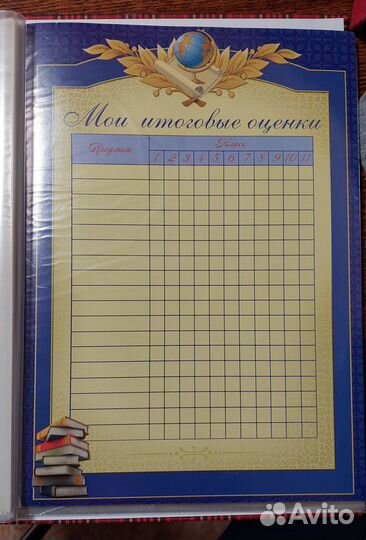 Мои итоговые оценки
Предмет
Класс
1 2 3 4 5 6 7 8 9 10 11
Avito